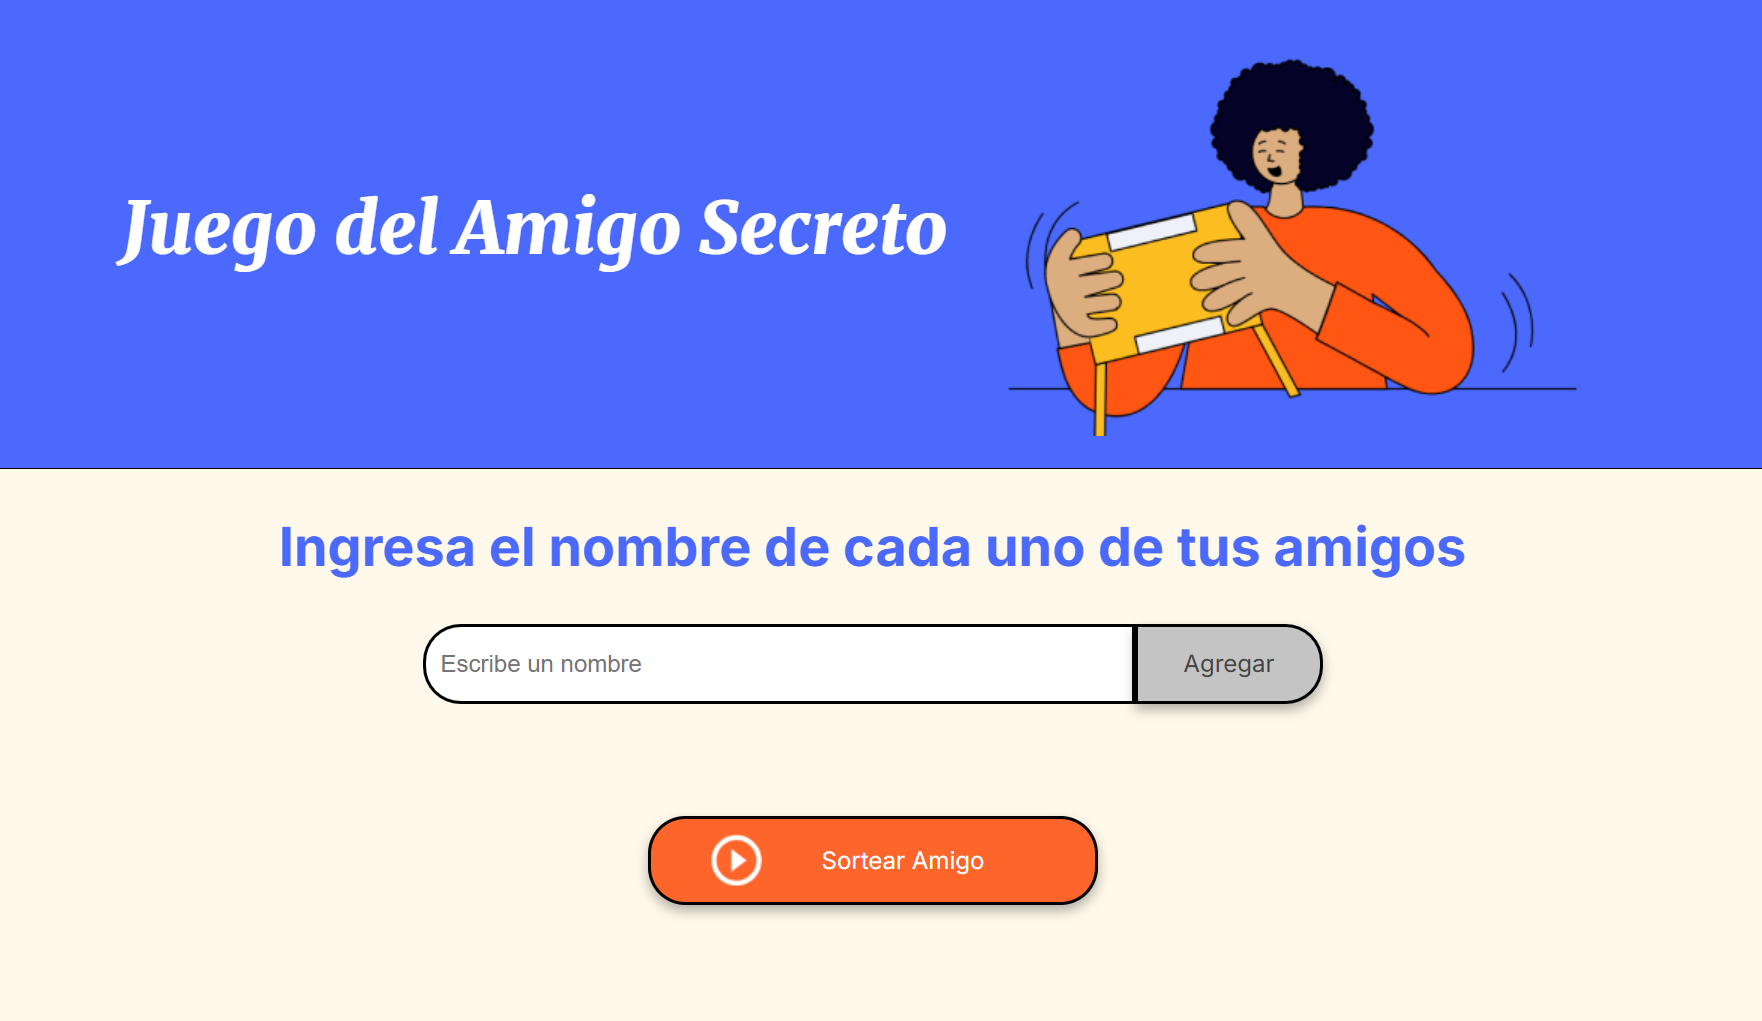 Juego del Amigo Secreto
Ingresa el nombre de cada uno de tus amigos
Escribe un nombre
Agregar
Sortear Amigo